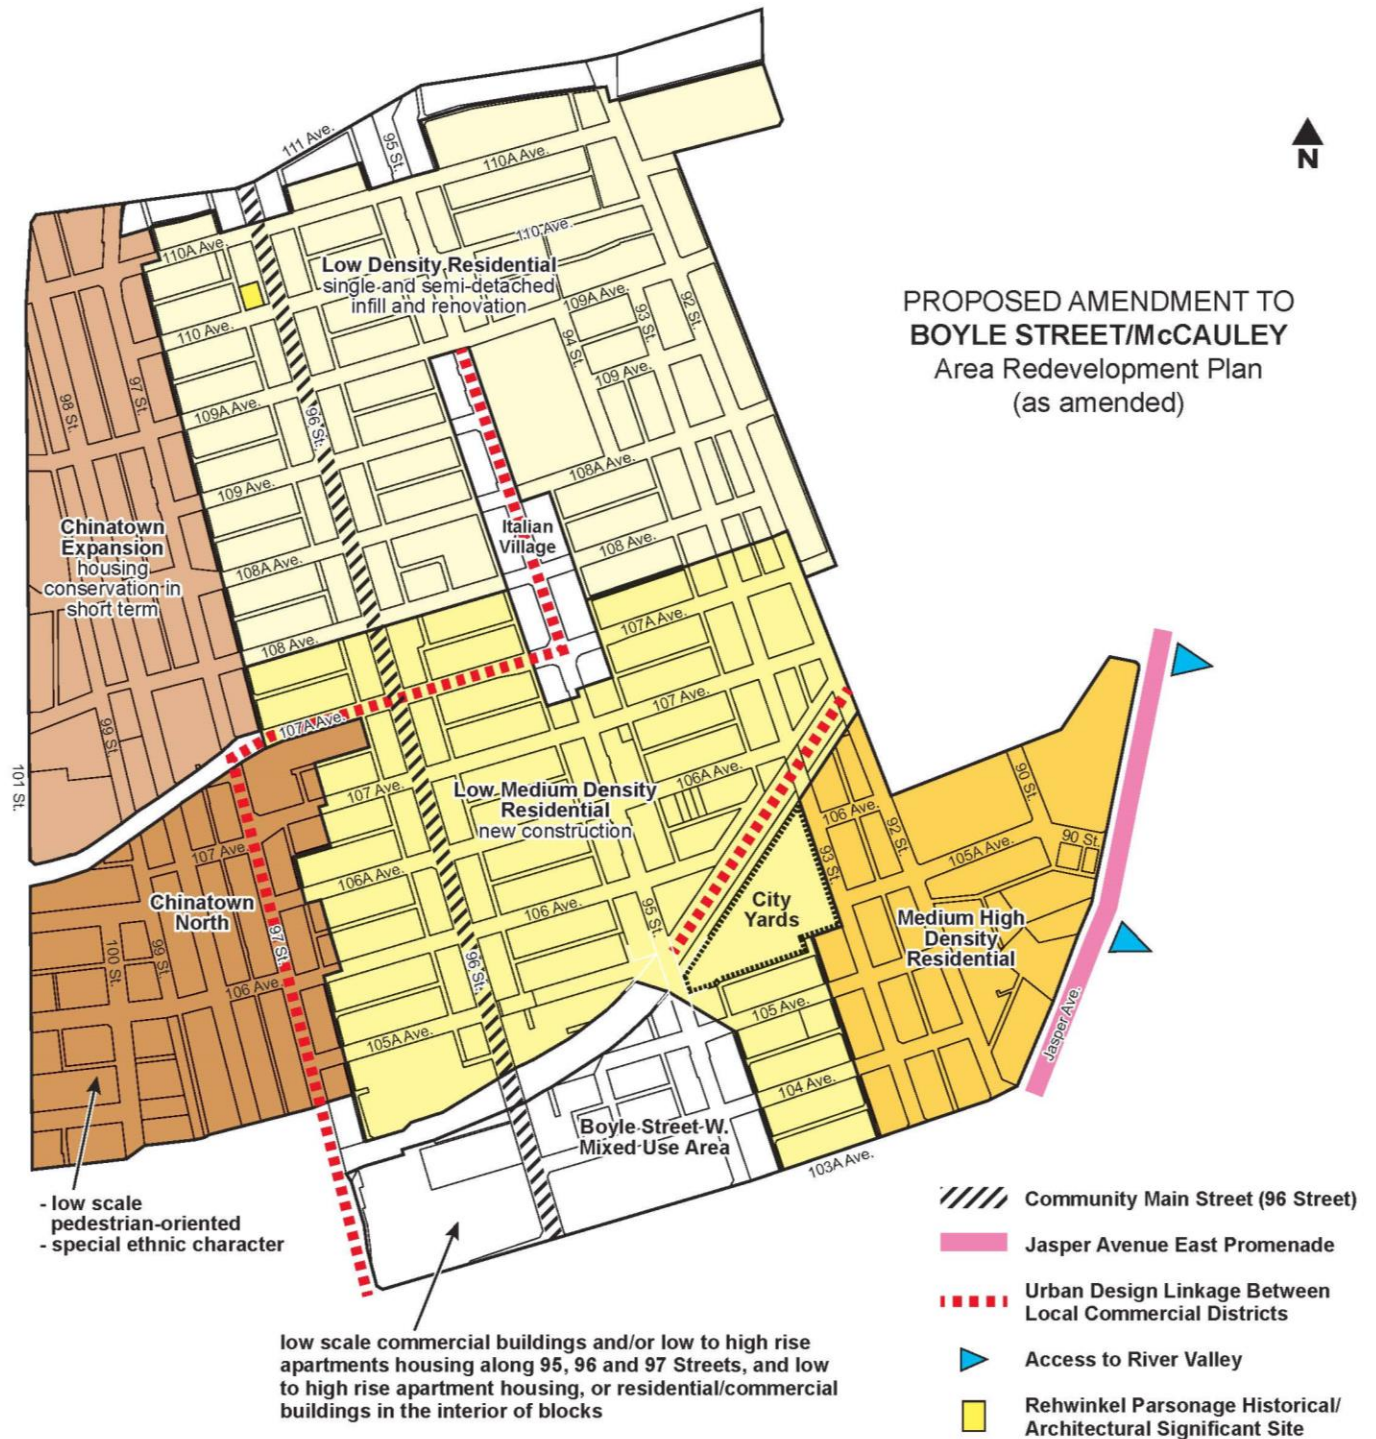 111 Ave.
95 St.
110A Ave.
N
110A Ave.
110 Ave.
Low Density Residential
single and semi-detached
infill and renovation
109A Ave.
93 St.
92 St.
94 St.
110 Ave.
PROPOSED AMENDMENT TO
BOYLE STREET/McCAULEY
Area Redevelopment Plan
(as amended)
98 St.
97 St.
109A Ave.
96 St.
109 Ave.
108A Ave.
109 Ave.
Chinatown
Expansion
housing
conservation in
short term
Italian
Village
108 Ave.
108A Ave.
108 Ave.
107A Ave.
107 Ave.
99 St.
107A Ave.
101 St.
106A Ave.
107 Ave.
Low Medium Density
Residential
new construction
90 St.
106 Ave.
92 St.
93 St.
105A Ave.
90 St.
107 Ave.
106A Ave.
Chinatown
North
106 Ave.
95 St.
City
Yards
Medium High
Density
Residential
100 St.
99 St.
97 St.
96 St.
106 Ave.
105A Ave.
105 Ave.
Jasper Ave.
104 Ave.
Boyle Street W.
Mixed Use Area
103A Ave.
- low scale
pedestrian-oriented
- special ethnic character
low scale commercial buildings and/or low to high rise
apartments housing along 95, 96 and 97 Streets, and low
to high rise apartment housing, or residential/commercial
buildings in the interior of blocks
Community Main Street (96 Street)
Jasper Avenue East Promenade
Urban Design Linkage Between
Local Commercial Districts
Access to River Valley
Rehwinkel Parsonage Historical/
Architectural Significant Site